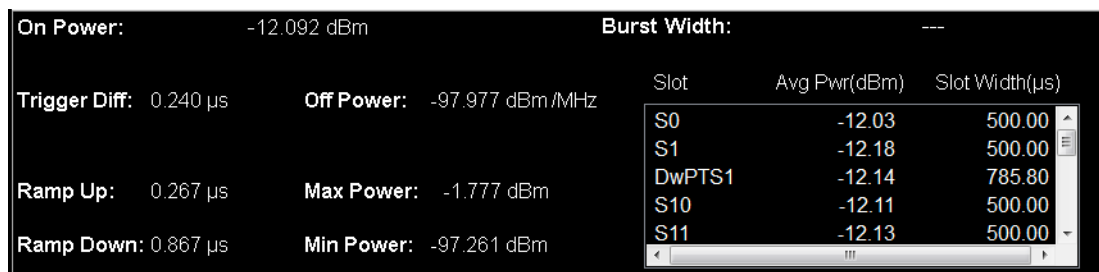 On Power: -12.092 dBm Burst Width: ---
Slot Avg Pwr(dBm) Slot Width(µs)
Trigger Diff: 0.240 µs Off Power: -97.977 dBm/MHz
S0 -12.03 500.00
S1 -12.18 500.00
DwPTS1 -12.14 785.80
Ramp Up: 0.267 µs Max Power: -1.777 dBm
S10 -12.11 500.00
S11 -12.13 500.00
Ramp Down: 0.867 µs Min Power: -97.261 dBm